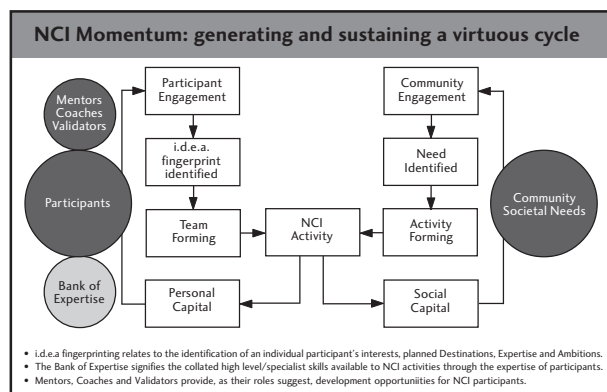 NCI Momentum: generating and sustaining a virtuous cycle
Mentors
Coaches
Validators
Participants
Bank of
Expertise
Participant
Engagement
i.d.e.a.
fingerprint
identified
Team
Forming
Personal
Capital
NCI
Activity
Community
Engagement
Need
Identified
Activity
Forming
Social
Capital
Community
Societal Needs
• i.d.e.a fingerprinting relates to the identification of an individual participant's interests, planned Destinations, Expertise and Ambitions.
• The Bank of Expertise signifies the collated high level/specialist skills available to NCI activities through the expertise of participants.
• Mentors, Coaches and Validators provide, as their roles suggest, development opportuniities for NCI participants.